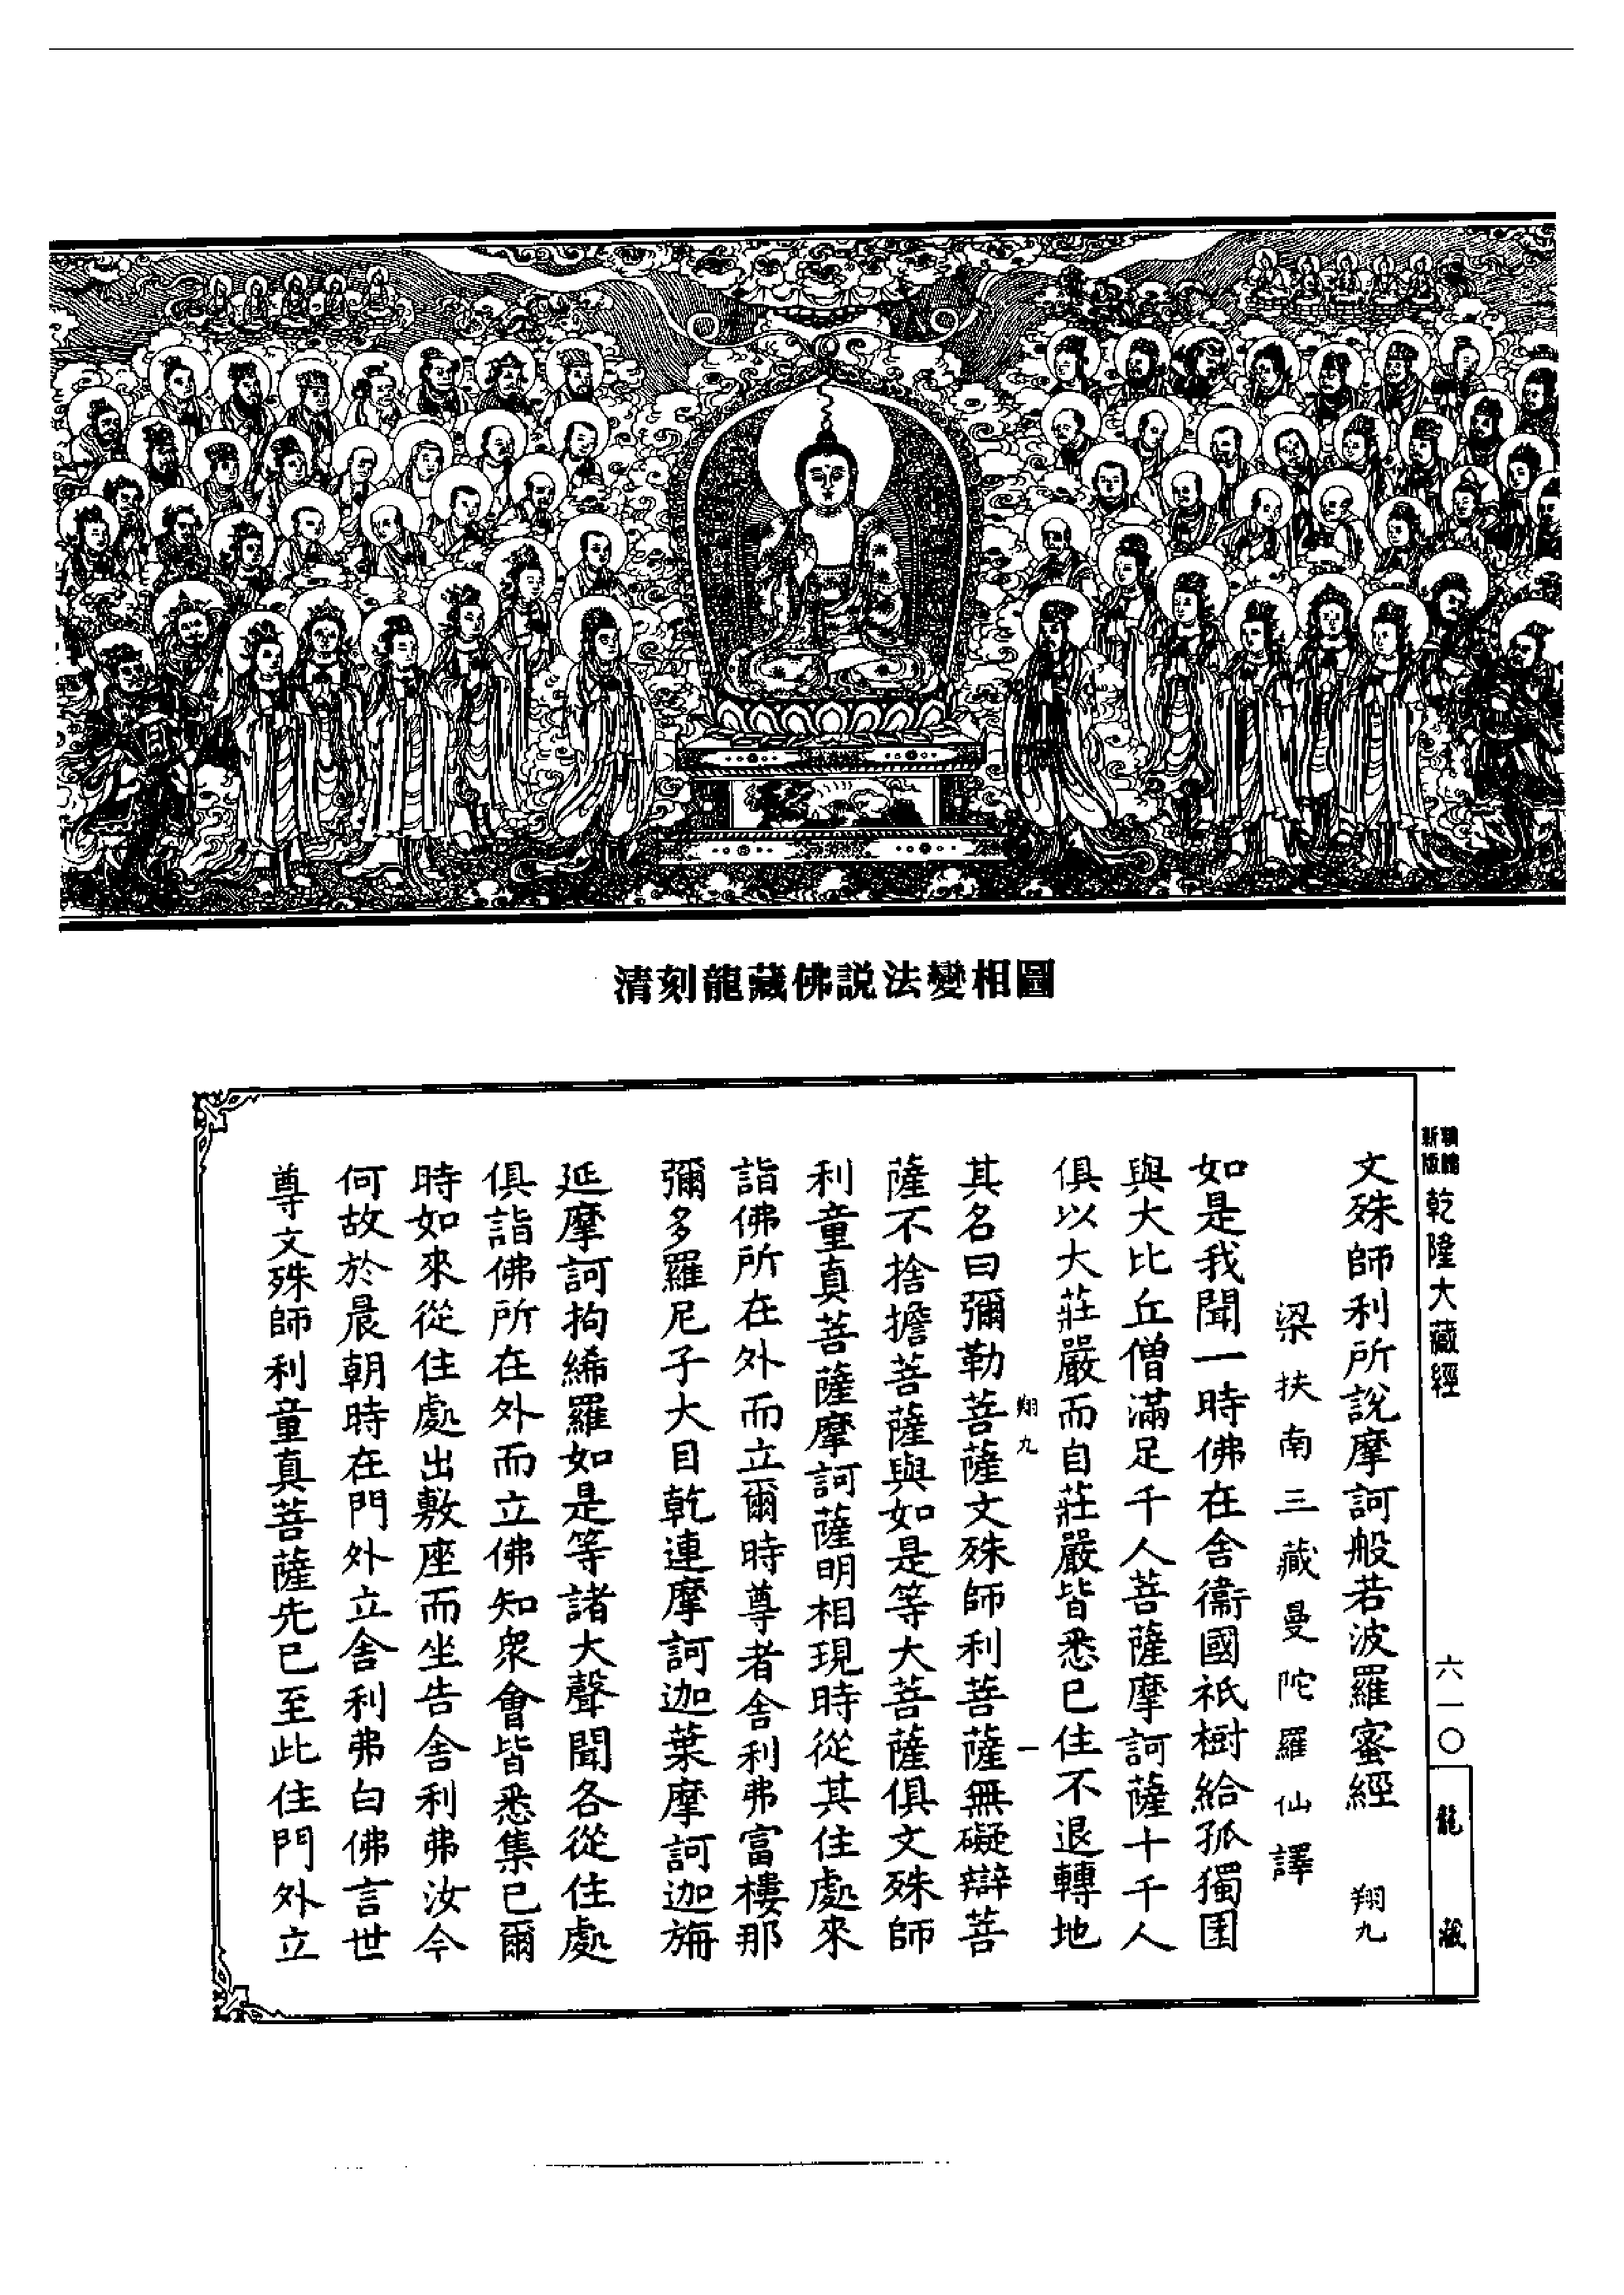 清刻龍藏佛説法變相圖
新版
乾隆大藏經
六一〇
龍藏
文殊師利所説摩訶般若波羅蜜經 翔九
梁扶南三藏曼陀羅仙譯
如是我聞一時佛在舍衞國祇樹給孤獨園
與大比丘僧滿足千人菩薩摩訶薩十千人
俱以大莊嚴而自莊嚴皆悉已住不退轉地
翔九 一
其名曰彌勒菩薩文殊師利菩薩無礙辯菩
薩不捨擔菩薩與如是等大菩薩俱文殊師
利童真菩薩摩訶薩明相現時從其住處來
詣佛所在外而立爾時尊者舍利弗富樓那
彌多羅尼子大目乾連摩訶迦葉摩訶迦旃
延摩訶拘絺羅如是等諸大聲聞各從住處
俱詣佛所在外而立佛知衆會皆悉集已爾
時如來從住處出敷座而坐告舍利弗汝今
何故於晨朝時在門外立舍利弗白佛言世
尊文殊師利童真菩薩先已至此住門外立